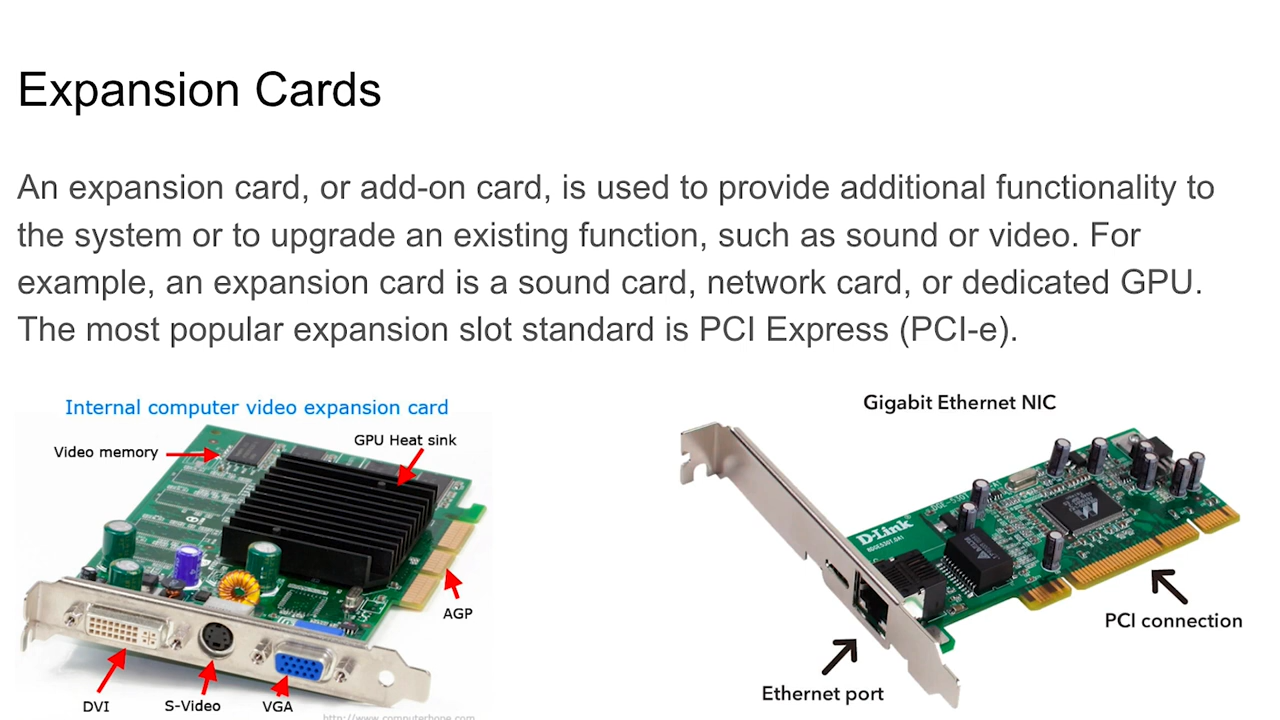 Expansion Cards
An expansion card, or add-on card, is used to provide additional functionality to
the system or to upgrade an existing function, such as sound or video. For
example, an expansion card is a sound card, network card, or dedicated GPU.
The most popular expansion slot standard is PCI Express (PCI-e).
Internal computer video expansion card
GPU Heat sink
Video memory
AGP
DVI
S-Video
VGA
Gigabit Ethernet NIC
D-Link
PCI connection
Ethernet port